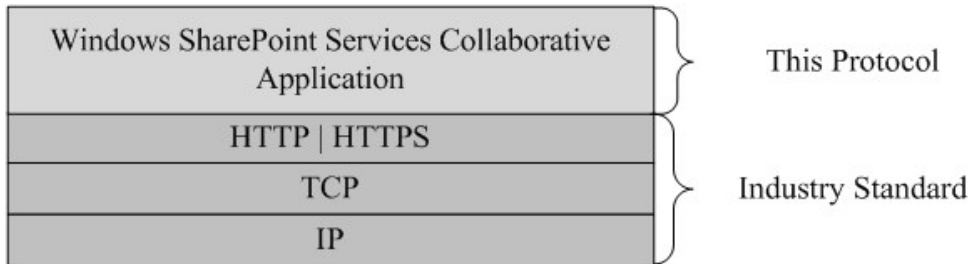 Windows SharePoint Services Collaborative
Application
This Protocol
HTTP | HTTPS
TCP
IP
Industry Standard